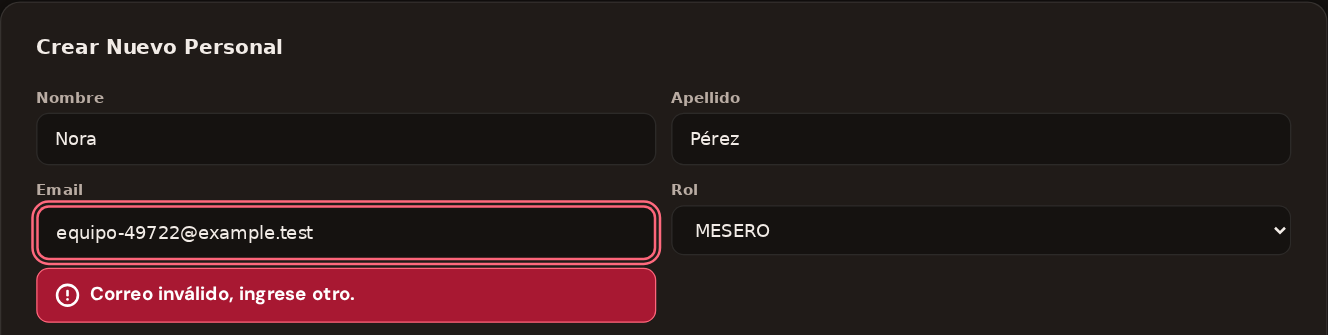 Crear Nuevo Personal
Nombre
Apellido
Nora
Pérez
Email
Rol
equipo-49722@example.test
MESERO
Correo inválido, ingrese otro.